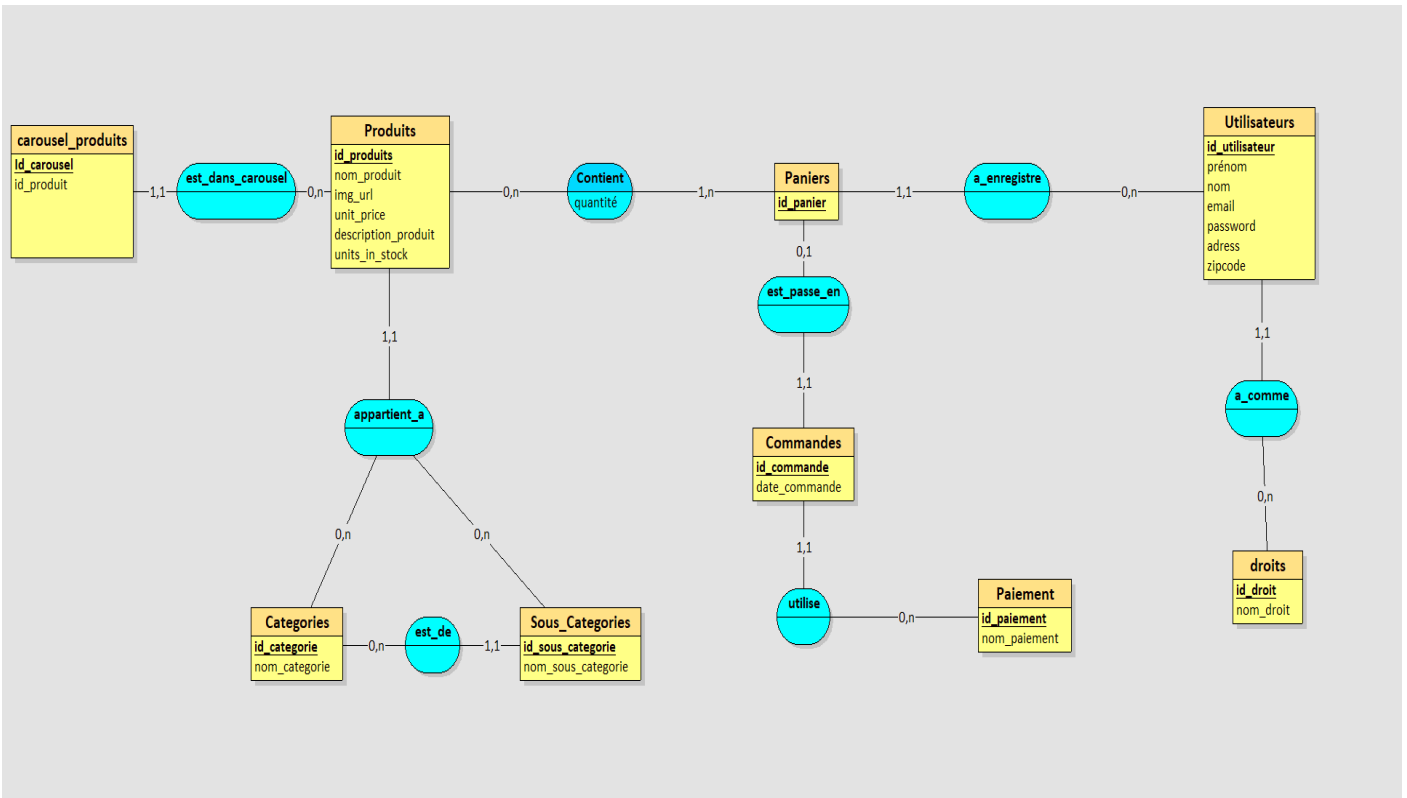 carousel_produits
Id_carousel
id_produit
1,1
est_dans_carousel
0,n
Produits
id_produits
nom_produit
img_url
unit_price
description_produit
units_in_stock
0,n
Contient
quantité
1,n
Paniers
id_panier
1,1
a_enregistre
0,n
Utilisateurs
id_utilisateur
prénom
nom
email
password
adress
zipcode
0,1
est_passe_en
1,1
Commandes
id_commande
date_commande
1,1
utilise
0,n
Paiement
id_paiement
nom_paiement
1,1
a_comme
0,n
droits
id_droit
nom_droit
1,1
appartient_a
0,n
0,n
Categories
id_categorie
nom_categorie
0,n
est_de
1,1
Sous_Categories
id_sous_categorie
nom_sous_categorie